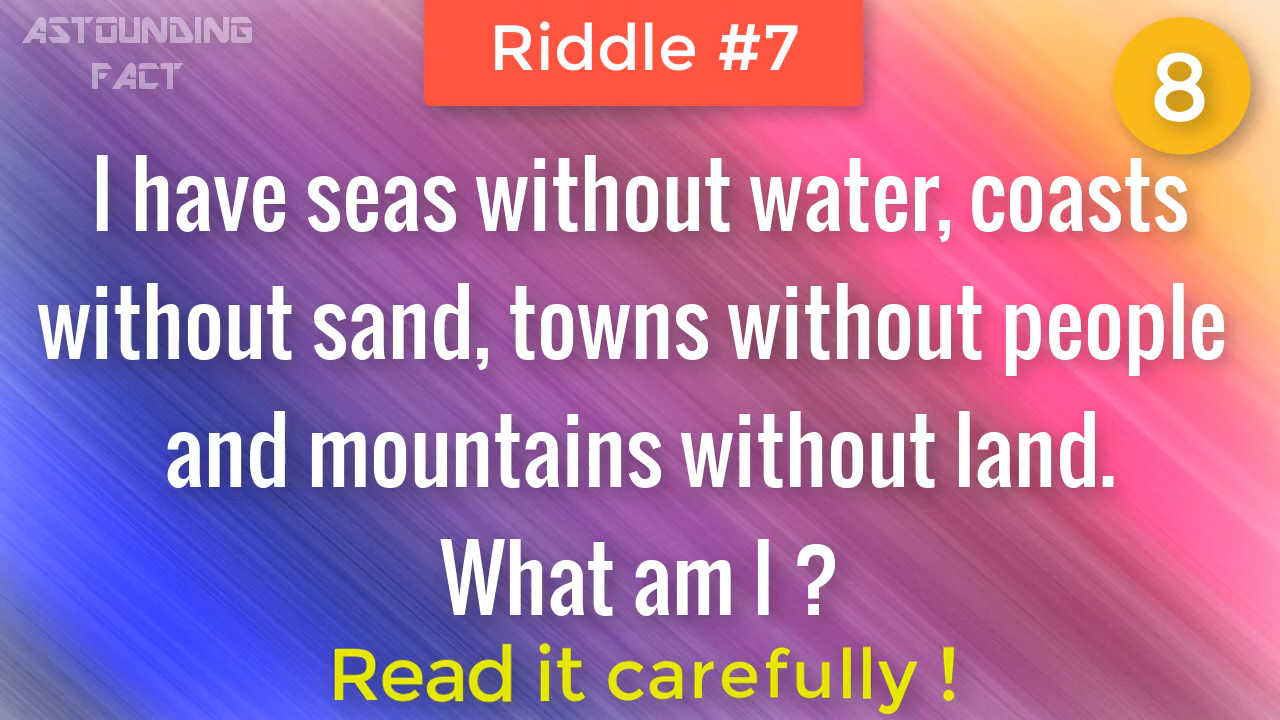 ASTOUNDING
FACT
Riddle #7
8
I have seas without water, coasts
without sand, towns without people
and mountains without land.
What am I ?
Read it carefully !